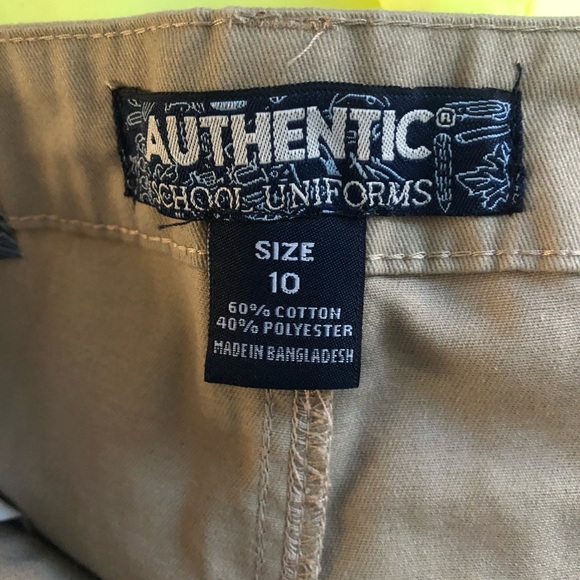 AUTHENTIC®
SCHOOL UNIFORMS
SIZE
10
60% COTTON
40% POLYESTER
MADE IN BANGLADESH